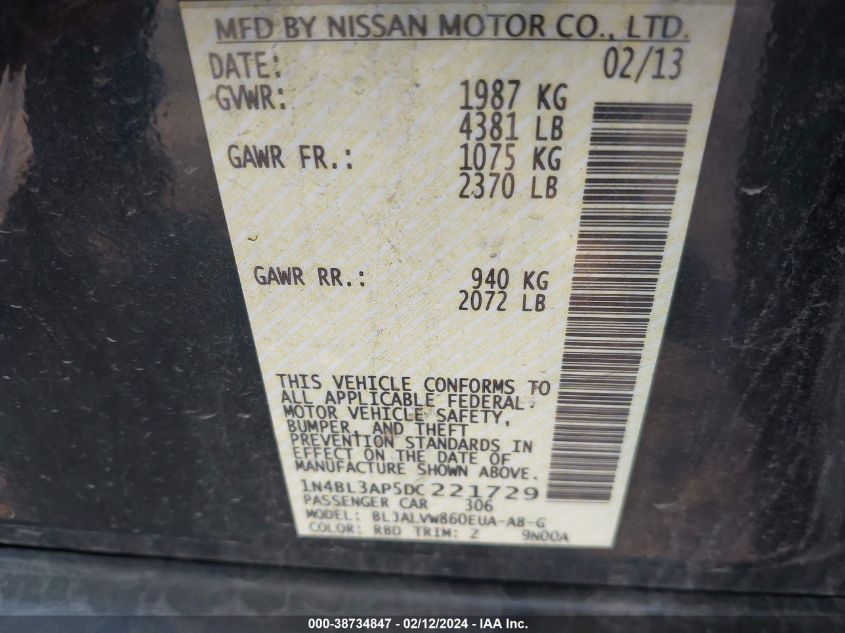 MFD BY NISSAN MOTOR CO., LTD.
DATE: 02/13
GVWR: 1987 KG
4381 LB
GAWR FR.: 1075 KG
2370 LB
GAWR RR.: 940 KG
2072 LB
THIS VEHICLE CONFORMS TO
ALL APPLICABLE FEDERAL
MOTOR VEHICLE SAFETY,
BUMPER, AND THEFT
PREVENTION STANDARDS IN
EFFECT ON THE DATE OF
MANUFACTURE SHOWN ABOVE.
1N4BL3AP5DC221729
PASSENGER CAR 306
MODEL: BLJALVW860EUA-AB-G
COLOR: RBD TRIM: Z 9N00A
000-38734847 - 02/12/2024 - IAA Inc.